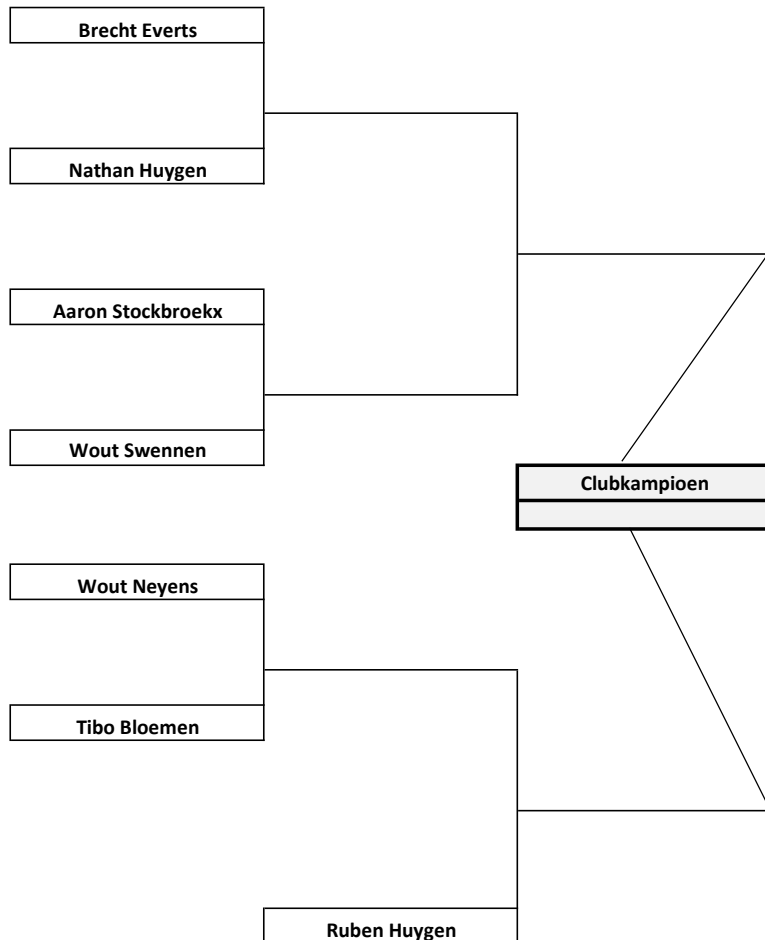 Brecht Everts
Nathan Huygen
Aaron Stockbroekx
Wout Swennen
Clubkampioen
Wout Neyens
Tibo Bloemen
Ruben Huygen